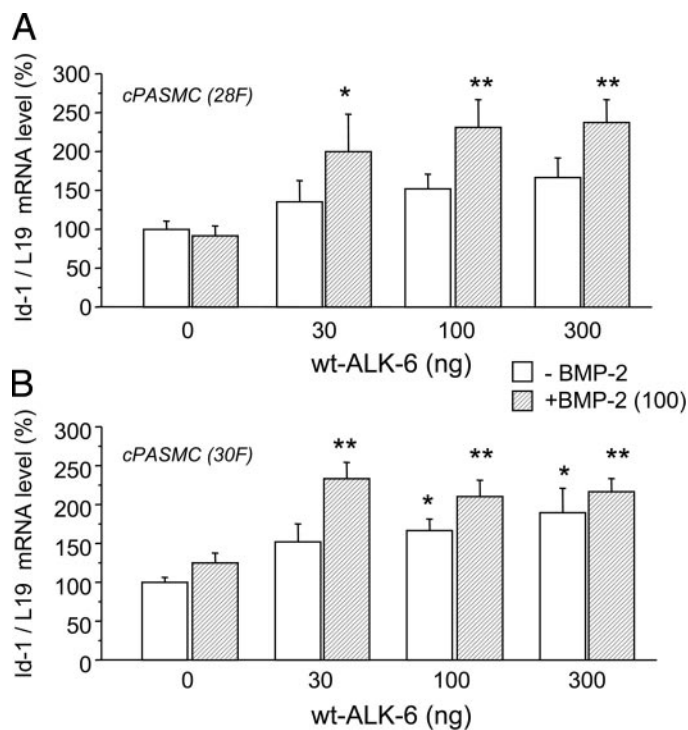 A
Id-1 / L19 mRNA level (%)
300
250
200
150
100
50
0
cPASMC (28F)
*
**
**
0 30 100 300
wt-ALK-6 (ng)
- BMP-2
+BMP-2 (100)
B
Id-1 / L19 mRNA level (%)
300
250
200
150
100
50
0
cPASMC (30F)
**
*
**
*
**
0 30 100 300
wt-ALK-6 (ng)